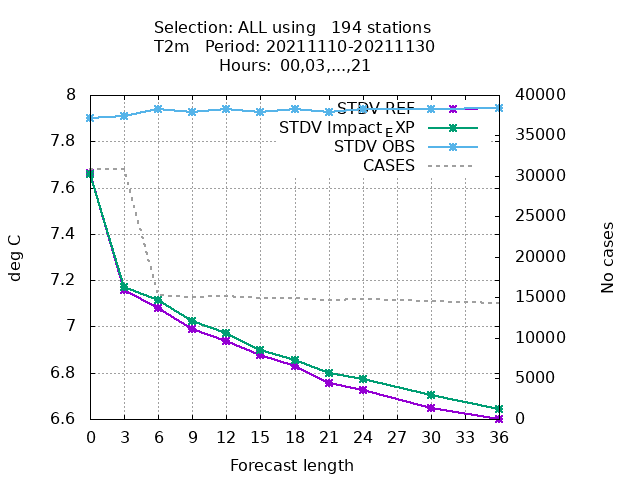 Selection: ALL using   194 stations
T2m   Period: 20211110-20211130
Hours:  00,03,...,21
STDV REF
STDV Impact_EXP
STDV OBS
CASES
8
7.8
7.6
7.4
7.2
7
6.8
6.6
deg C
40000
35000
30000
25000
20000
15000
10000
5000
0
No cases
0 3 6 9 12 15 18 21 24 27 30 33 36
Forecast length